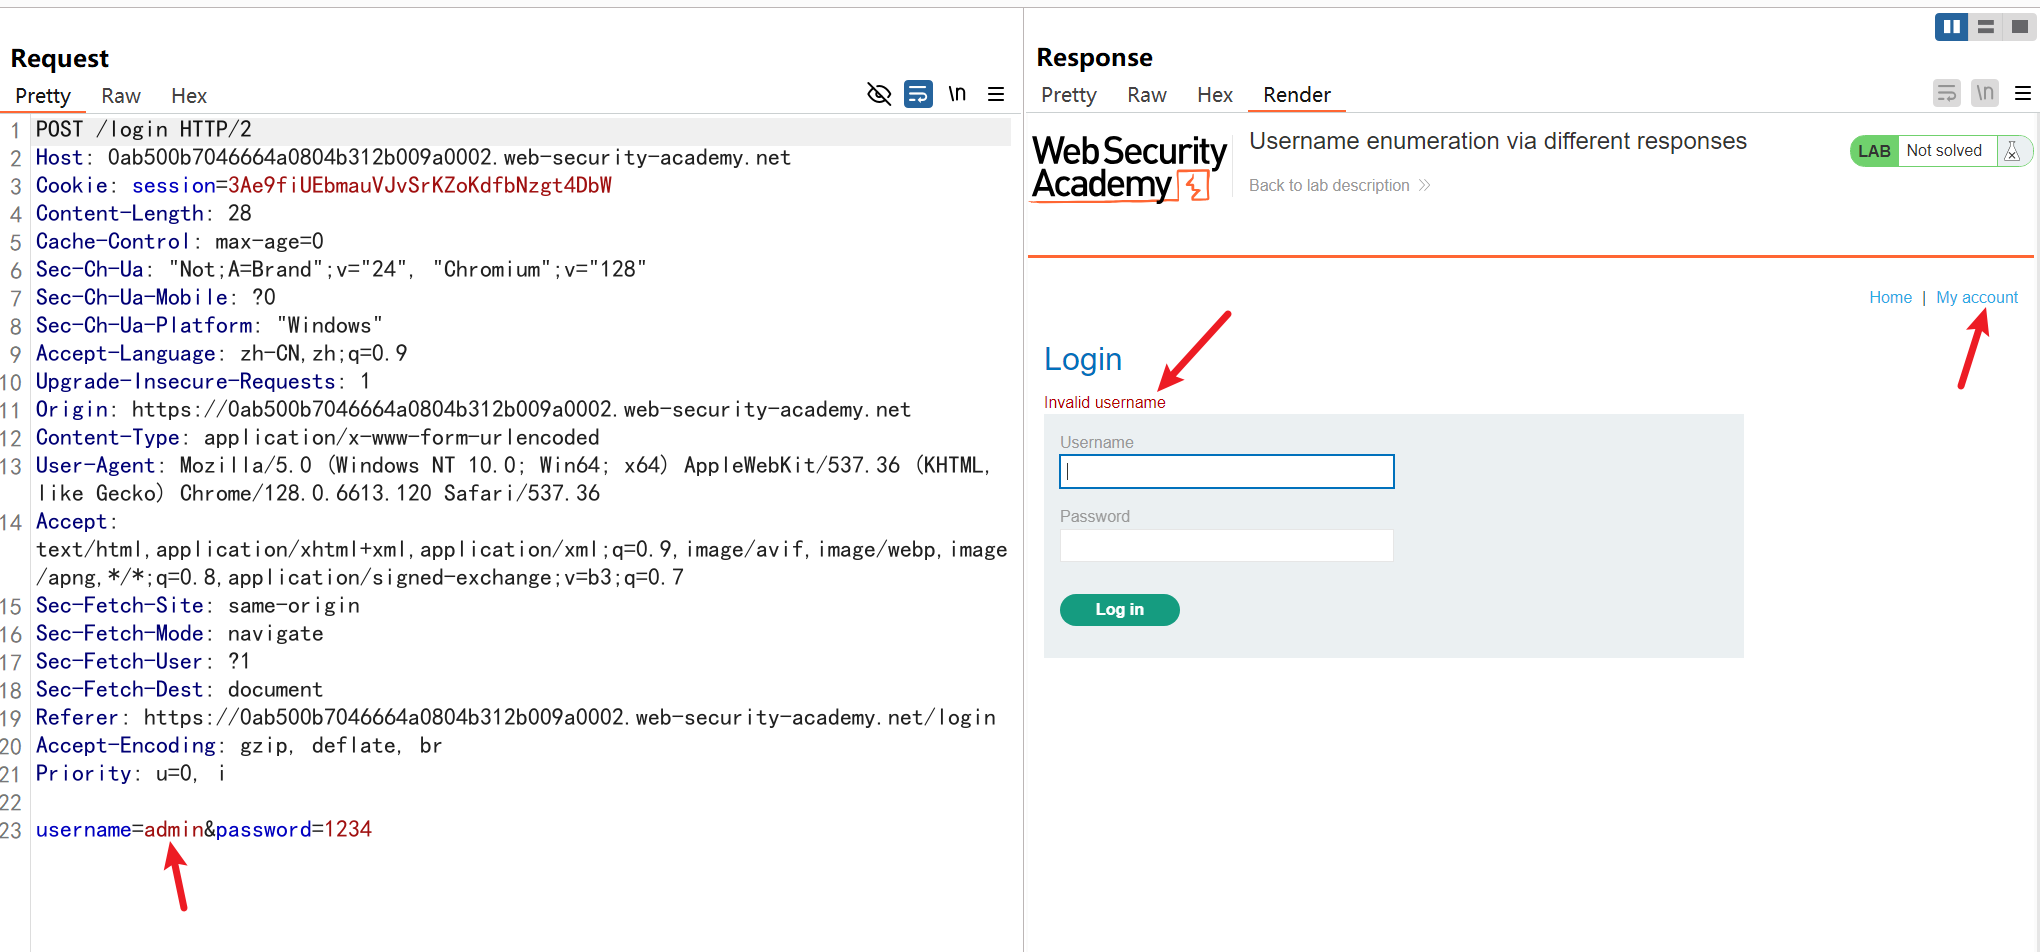 Request
Pretty Raw Hex
\n
1 POST /login HTTP/2
2 Host: 0ab500b7046664a0804b312b009a0002.web-security-academy.net
3 Cookie: session=3Ae9fiUEbmauVJvSrKZoKdfbNzgt4DbW
4 Content-Length: 28
5 Cache-Control: max-age=0
6 Sec-Ch-Ua: "Not;A=Brand";v="24", "Chromium";v="128"
7 Sec-Ch-Ua-Mobile: ?0
8 Sec-Ch-Ua-Platform: "Windows"
9 Accept-Language: zh-CN,zh;q=0.9
10 Upgrade-Insecure-Requests: 1
11 Origin: https://0ab500b7046664a0804b312b009a0002.web-security-academy.net
12 Content-Type: application/x-www-form-urlencoded
13 User-Agent: Mozilla/5.0 (Windows NT 10.0; Win64; x64) AppleWebKit/537.36 (KHTML,
like Gecko) Chrome/128.0.6613.120 Safari/537.36
14 Accept:
text/html,application/xhtml+xml,application/xml;q=0.9,image/avif,image/webp,image
/apng,*/*;q=0.8,application/signed-exchange;v=b3;q=0.7
15 Sec-Fetch-Site: same-origin
16 Sec-Fetch-Mode: navigate
17 Sec-Fetch-User: ?1
18 Sec-Fetch-Dest: document
19 Referer: https://0ab500b7046664a0804b312b009a0002.web-security-academy.net/login
20 Accept-Encoding: gzip, deflate, br
21 Priority: u=0, i
22
23 username=admin&password=1234
Response
Pretty Raw Hex Render
\n
Web Security
Academy
Username enumeration via different responses
Back to lab description >>
LAB Not solved
Home | My account
Login
Invalid username
Username
Password
Log in